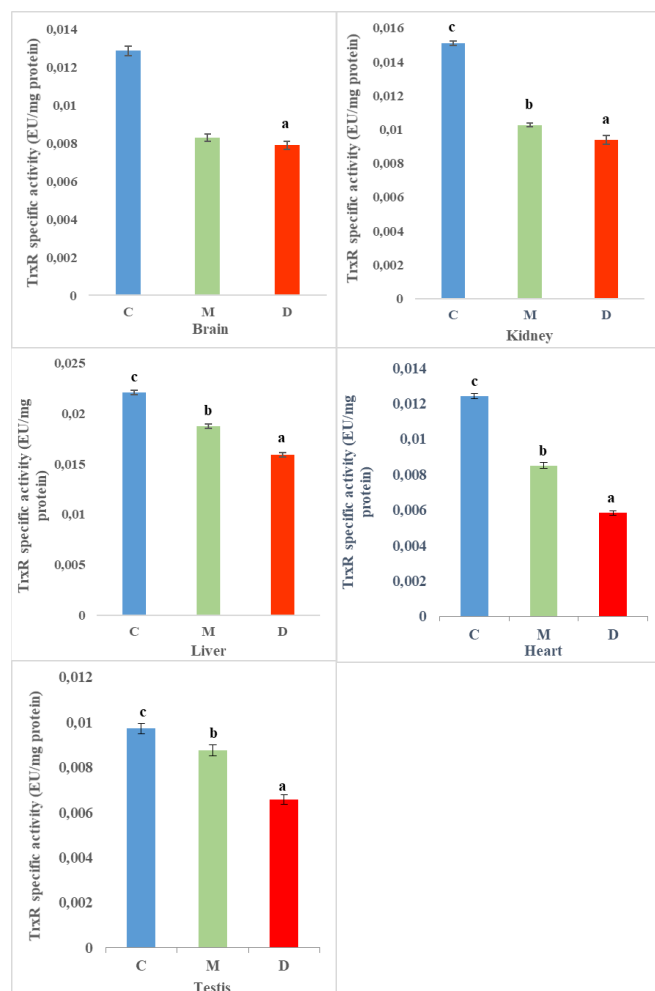 TrxR specific activity (EU/mg protein)
0,014
0,012
0,01
0,008
0,006
0,004
0,002
0
a
C M D
Brain
TrxR specific activity (EU/mg protein)
0,016
0,014
0,012
0,01
0,008
0,006
0,004
0,002
0
c
b
a
C M D
Kidney
TrxR specific activity (EU/mg
protein)
0,025
0,02
0,015
0,01
0,005
0
c
b
a
C M D
Liver
TrxR specific activity (EU/mg
protein)
0,014
0,012
0,01
0,008
0,006
0,004
0,002
0
c
b
a
C M D
Heart
TrxR specific activity (EU/mg protein)
0,012
0,01
0,008
0,006
0,004
0,002
0
c
b
a
C M D
Testis